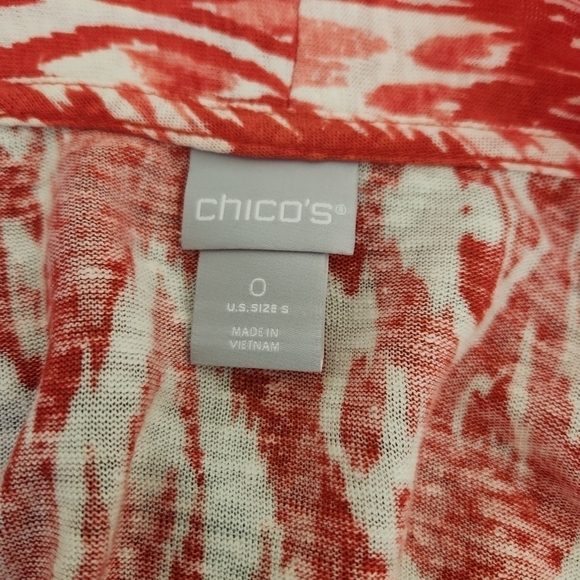 chico's®
0
U.S. SIZE S
MADE IN
VIETNAM